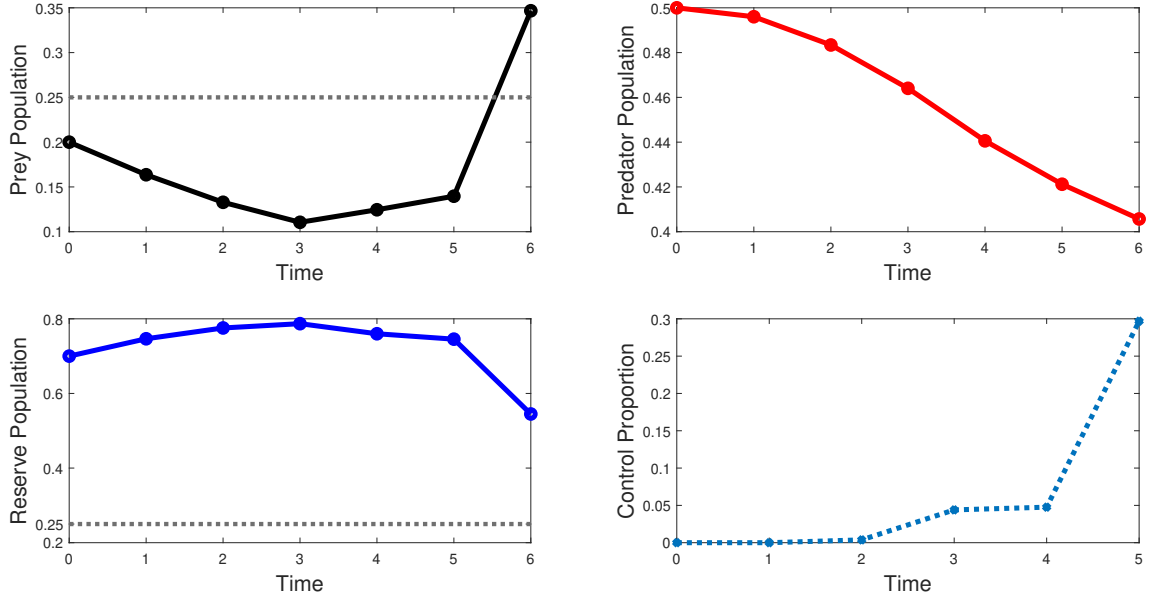 0.35
0.3
0.25
0.2
0.15
0.1
Prey Population
0 1 2 3 4 5 6
Time
0.5
0.48
0.46
0.44
0.42
0.4
Predator Population
0 1 2 3 4 5 6
Time
0.8
0.6
0.4
0.25
0.2
Reserve Population
0 1 2 3 4 5 6
Time
0.3
0.25
0.2
0.15
0.1
0.05
0
Control Proportion
0 1 2 3 4 5
Time